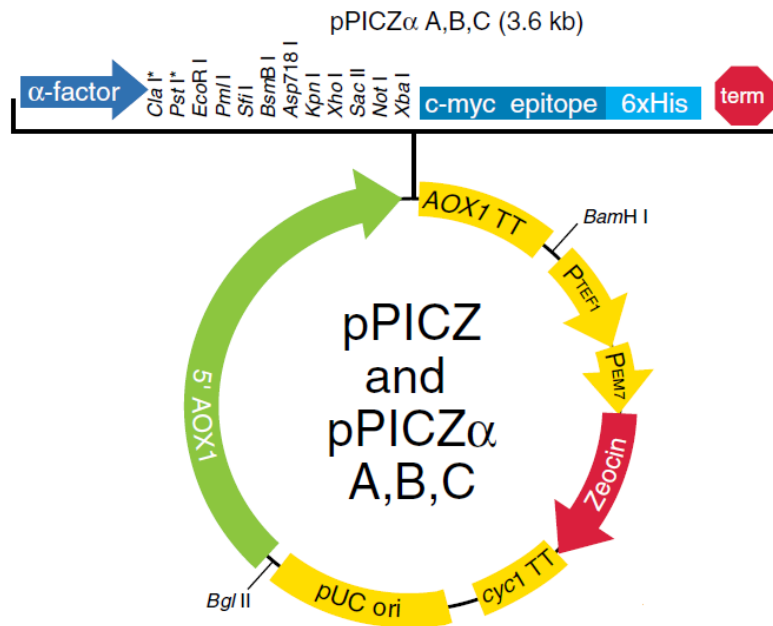 pPICZα A,B,C (3.6 kb)
α-factor
Cla I*
Pst I*
EcoR I
Pml I
Sfi I
BsmB I
Asp718 I
Kpn I
Xho I
Sac II
Not I
Xba I
c-myc epitope
6xHis
term
AOX1 TT
BamH I
PTEF1
PEM7
Zeocin
cyc1 TT
pUC ori
Bgl II
5' AOX1
pPICZ
and
pPICZα
A,B,C